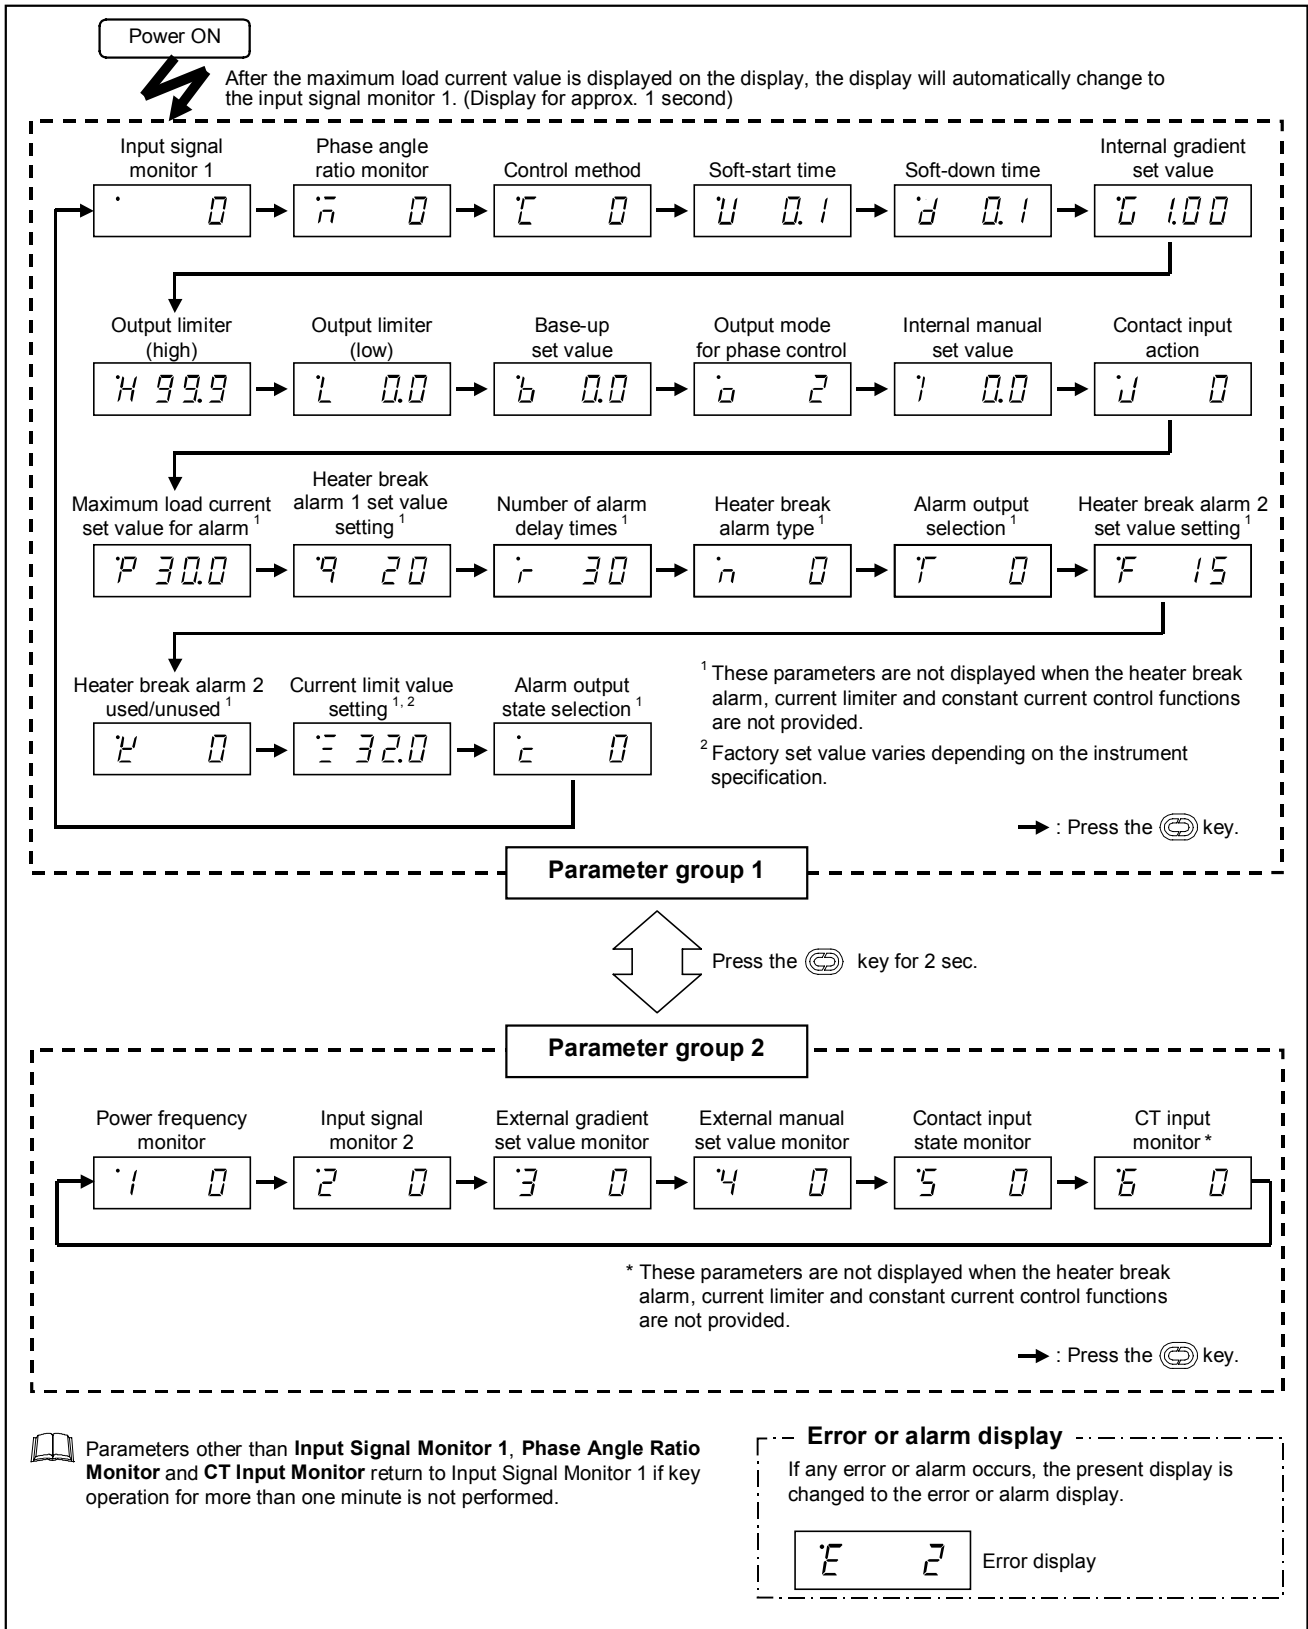 Power ON
After the maximum load current value is displayed on the display, the display will automatically change to
the input signal monitor 1. (Display for approx. 1 second)
Input signal
monitor 1
0
Phase angle
ratio monitor
0
Control method
C 0
Soft-start time
U 0.1
Soft-down time
d 0.1
Internal gradient
set value
G 1.00
Output limiter
(high)
H 99.9
Output limiter
(low)
L 0.0
Base-up
set value
b 0.0
Output mode
for phase control
o 2
Internal manual
set value
0.0
Contact input
action
J 0
Maximum load current
set value for alarm 1
P 30.0
Heater break
alarm 1 set value
setting 1
q 20
Number of alarm
delay times 1
r 30
Heater break
alarm type 1
n 0
Alarm output
selection 1
T 0
Heater break alarm 2
set value setting 1
F 15
Heater break alarm 2
used/unused 1
0
Current limit value
setting 1, 2
32.0
Alarm output
state selection 1
c 0
1 These parameters are not displayed when the heater break
alarm, current limiter and constant current control functions
are not provided.
2 Factory set value varies depending on the instrument
specification.
: Press the key.
Parameter group 1
Press the key for 2 sec.
Parameter group 2
Power frequency
monitor
1 0
Input signal
monitor 2
2 0
External gradient
set value monitor
3 0
External manual
set value monitor
4 0
Contact input
state monitor
5 0
CT input
monitor *
6 0
* These parameters are not displayed when the heater break
alarm, current limiter and constant current control functions
are not provided.
: Press the key.
Parameters other than Input Signal Monitor 1, Phase Angle Ratio
Monitor and CT Input Monitor return to Input Signal Monitor 1 if key
operation for more than one minute is not performed.
Error or alarm display
If any error or alarm occurs, the present display is
changed to the error or alarm display.
E 2
Error display